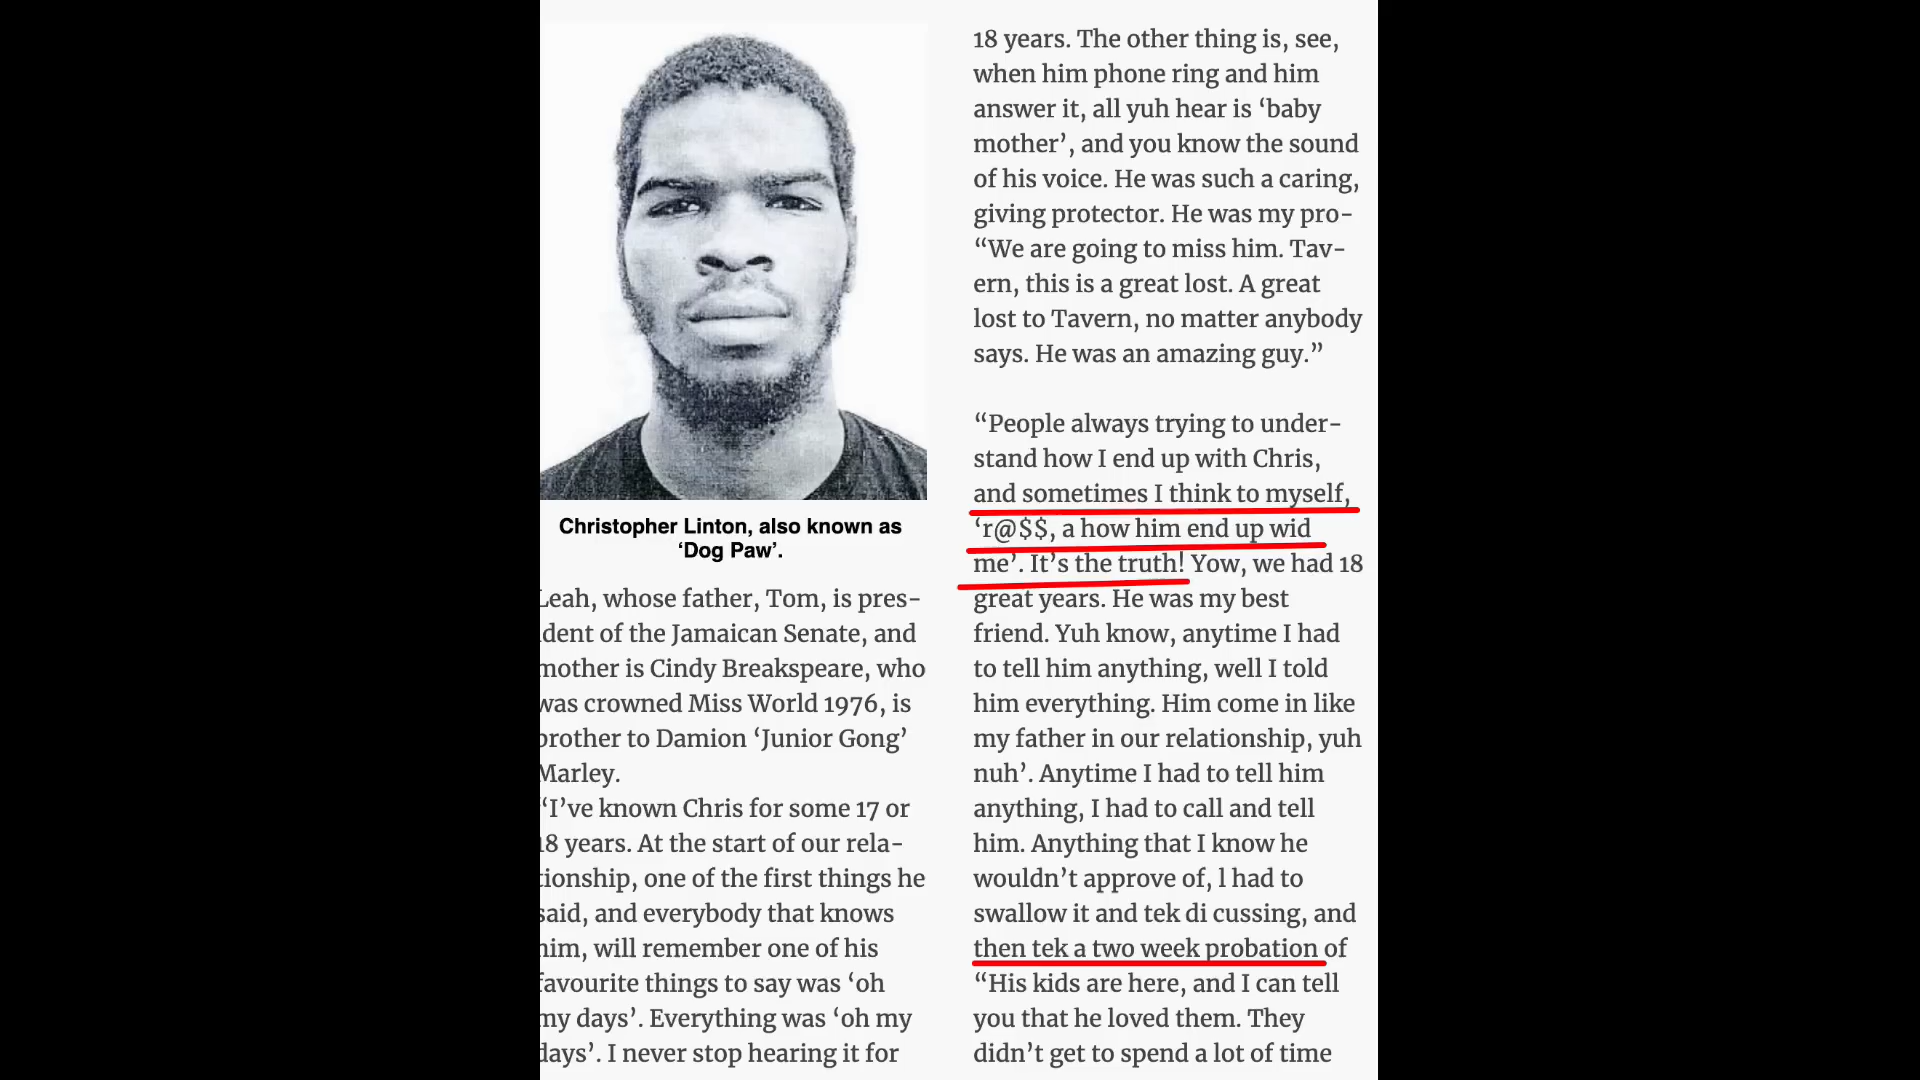 Christopher Linton, also known as
‘Dog Paw’.
Leah, whose father, Tom, is pres-
ident of the Jamaican Senate, and
mother is Cindy Breakspeare, who
was crowned Miss World 1976, is
brother to Damion ‘Junior Gong’
Marley.
“I’ve known Chris for some 17 or
18 years. At the start of our rela-
tionship, one of the first things he
said, and everybody that knows
him, will remember one of his
favourite things to say was ‘oh
my days’. Everything was ‘oh my
days’. I never stop hearing it for
18 years. The other thing is, see,
when him phone ring and him
answer it, all yuh hear is ‘baby
mother’, and you know the sound
of his voice. He was such a caring,
giving protector. He was my pro-
“We are going to miss him. Tav-
ern, this is a great lost. A great
lost to Tavern, no matter anybody
says. He was an amazing guy.”
“People always trying to under-
stand how I end up with Chris,
and sometimes I think to myself,
‘r@$$, a how him end up wid
me’. It’s the truth! Yow, we had 18
great years. He was my best
friend. Yuh know, anytime I had
to tell him anything, well I told
him everything. Him come in like
my father in our relationship, yuh
nuh’. Anytime I had to tell him
anything, I had to call and tell
him. Anything that I know he
wouldn’t approve of, l had to
swallow it and tek di cussing, and
then tek a two week probation of
“His kids are here, and I can tell
you that he loved them. They
didn’t get to spend a lot of time